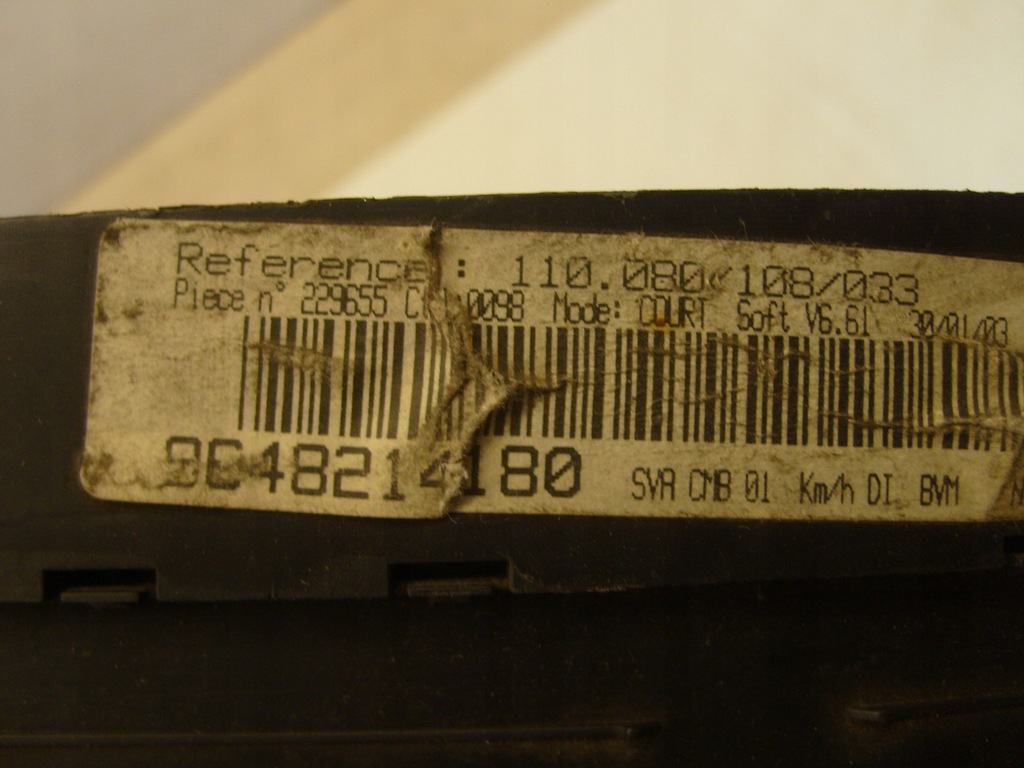 Reference : 110.080 108/033
Piece n° 229655 0098 Mode: COURT Soft V6.61 30/01/03
SVR CMB 01 Km/h DI BVM